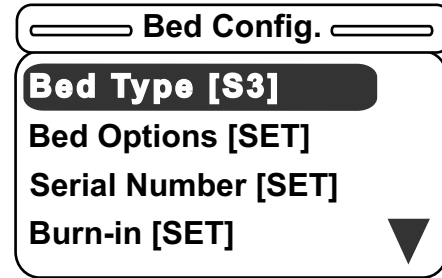 Bed Config.
Bed Type [S3]
Bed Options [SET]
Serial Number [SET]
Burn-in [SET]